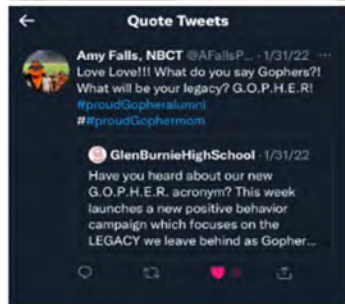 Quote Tweets
Amy Falls, NBCT @AFallsP... · 1/31/22 ...
Love Love!!! What do you say Gophers?!
What will be your legacy? G.O.P.H.E.R!
#proudGopheralumni
##proudGophermom
GlenBurnieHighSchool · 1/31/22
Have you heard about our new
G.O.P.H.E.R. acronym? This week
launches a new positive behavior
campaign which focuses on the
LEGACY we leave behind as Gopher...